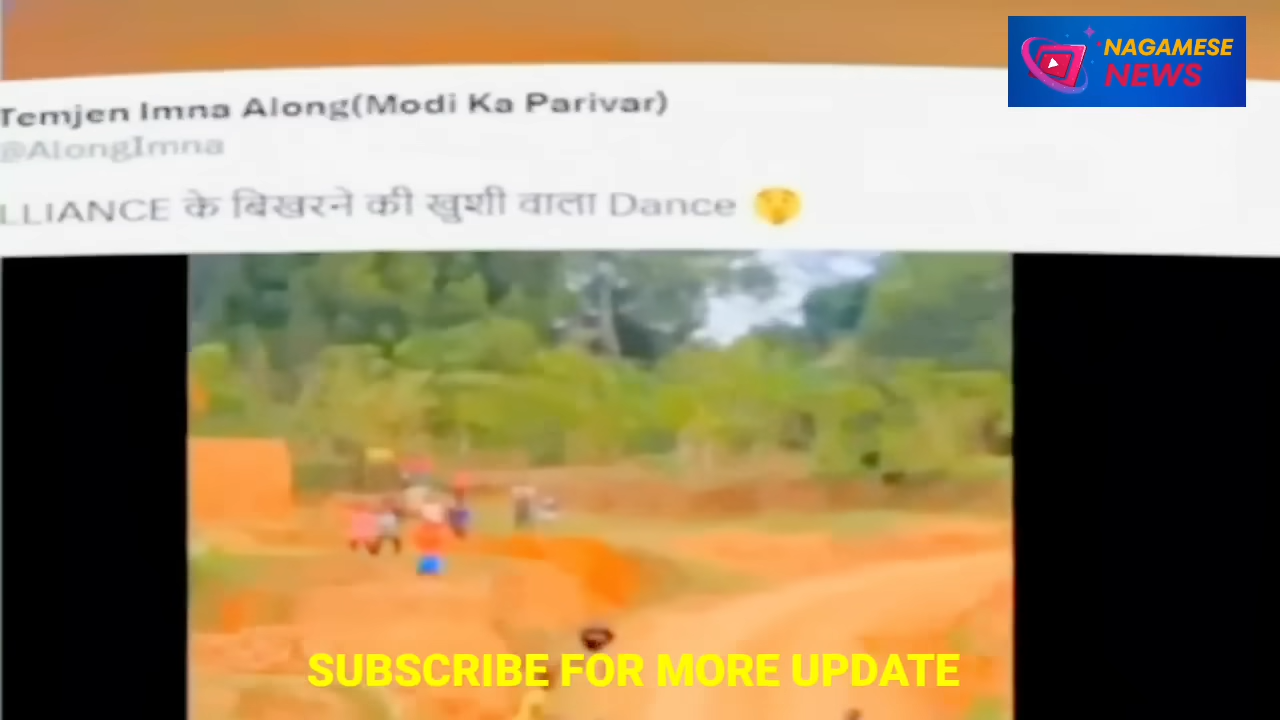 NAGAMESE
NEWS
Temjen Imna Along(Modi Ka Parivar)
@AlongImna
LLIANCE के बिखरने की खुशी वाला Dance 🤫
SUBSCRIBE FOR MORE UPDATE